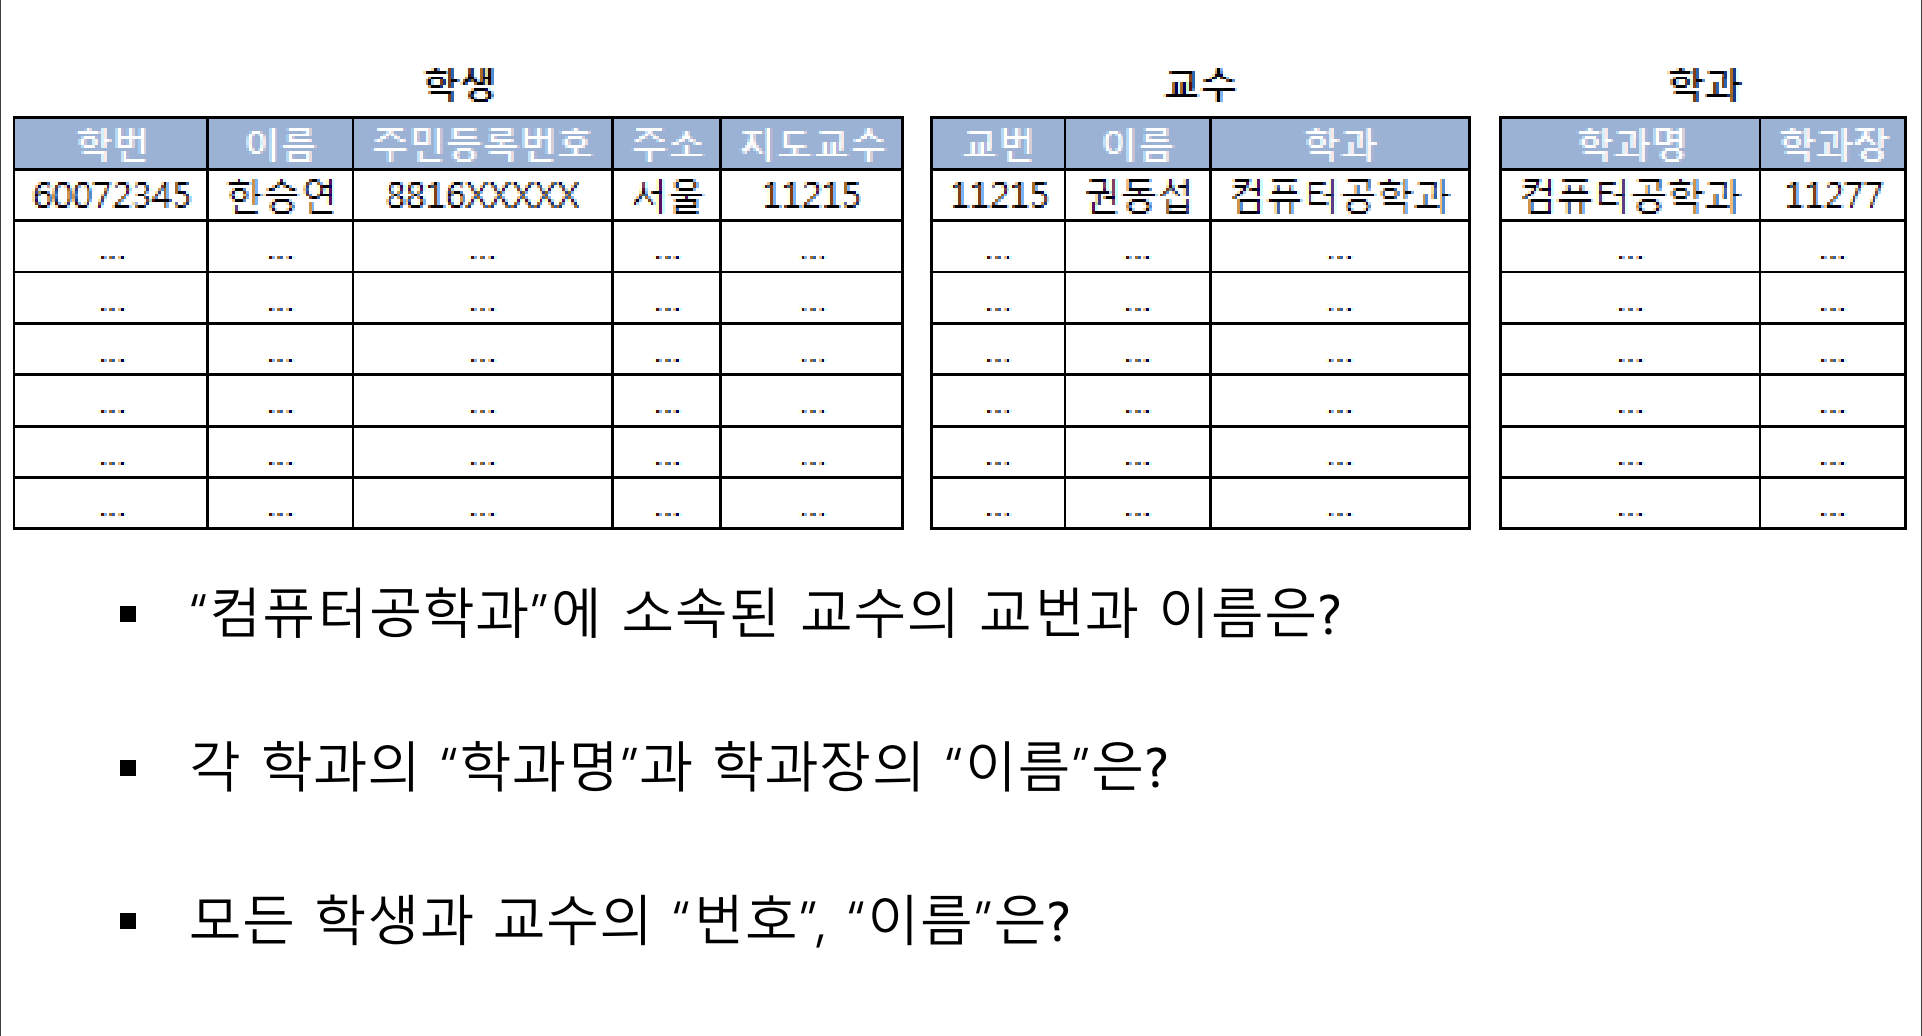 학생 교수 학과
학번 이름 주민등록번호 주소 지도교수 교번 이름 학과 학과명 학과장
60072345 한승연 8816XXXXX 서울 11215 11215 권동섭 컴퓨터공학과 컴퓨터공학과 11277
... ... ... ... ... ... ... ... ... ...
... ... ... ... ... ... ... ... ... ...
... ... ... ... ... ... ... ... ... ...
... ... ... ... ... ... ... ... ... ...
... ... ... ... ... ... ... ... ... ...
... ... ... ... ... ... ... ... ... ...
▪ “컴퓨터공학과”에 소속된 교수의 교번과 이름은?
▪ 각 학과의 “학과명”과 학과장의 “이름”은?
▪ 모든 학생과 교수의 “번호”, “이름”은?